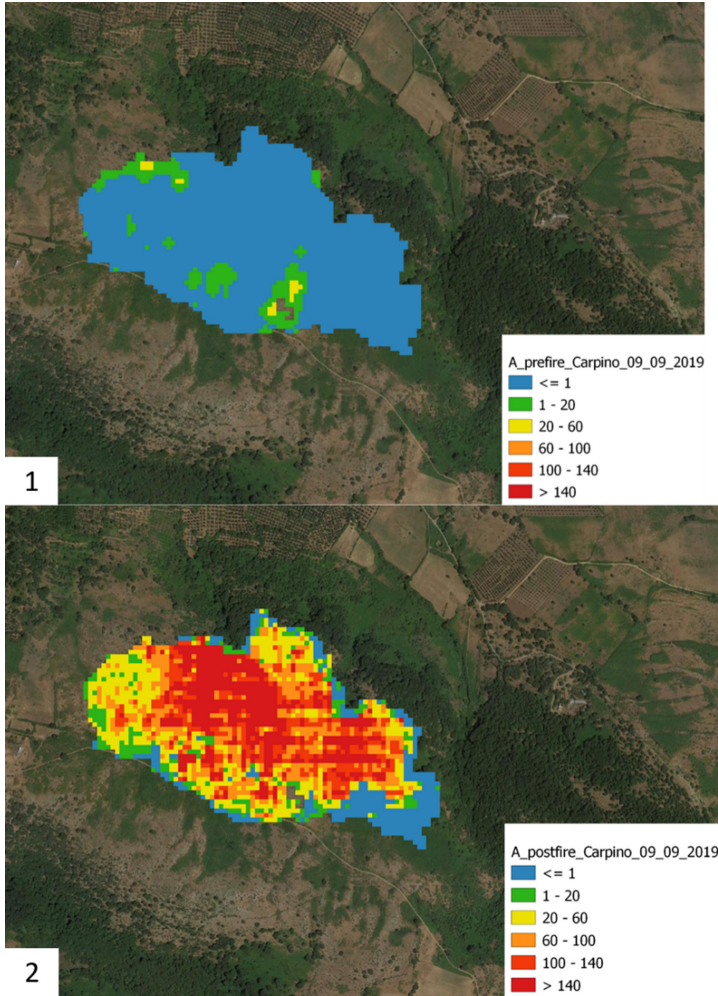 A_prefire_Carpino_09_09_2019
<= 1
1 - 20
20 - 60
60 - 100
100 - 140
> 140
1
A_postfire_Carpino_09_09_2019
<= 1
1 - 20
20 - 60
60 - 100
100 - 140
> 140
2